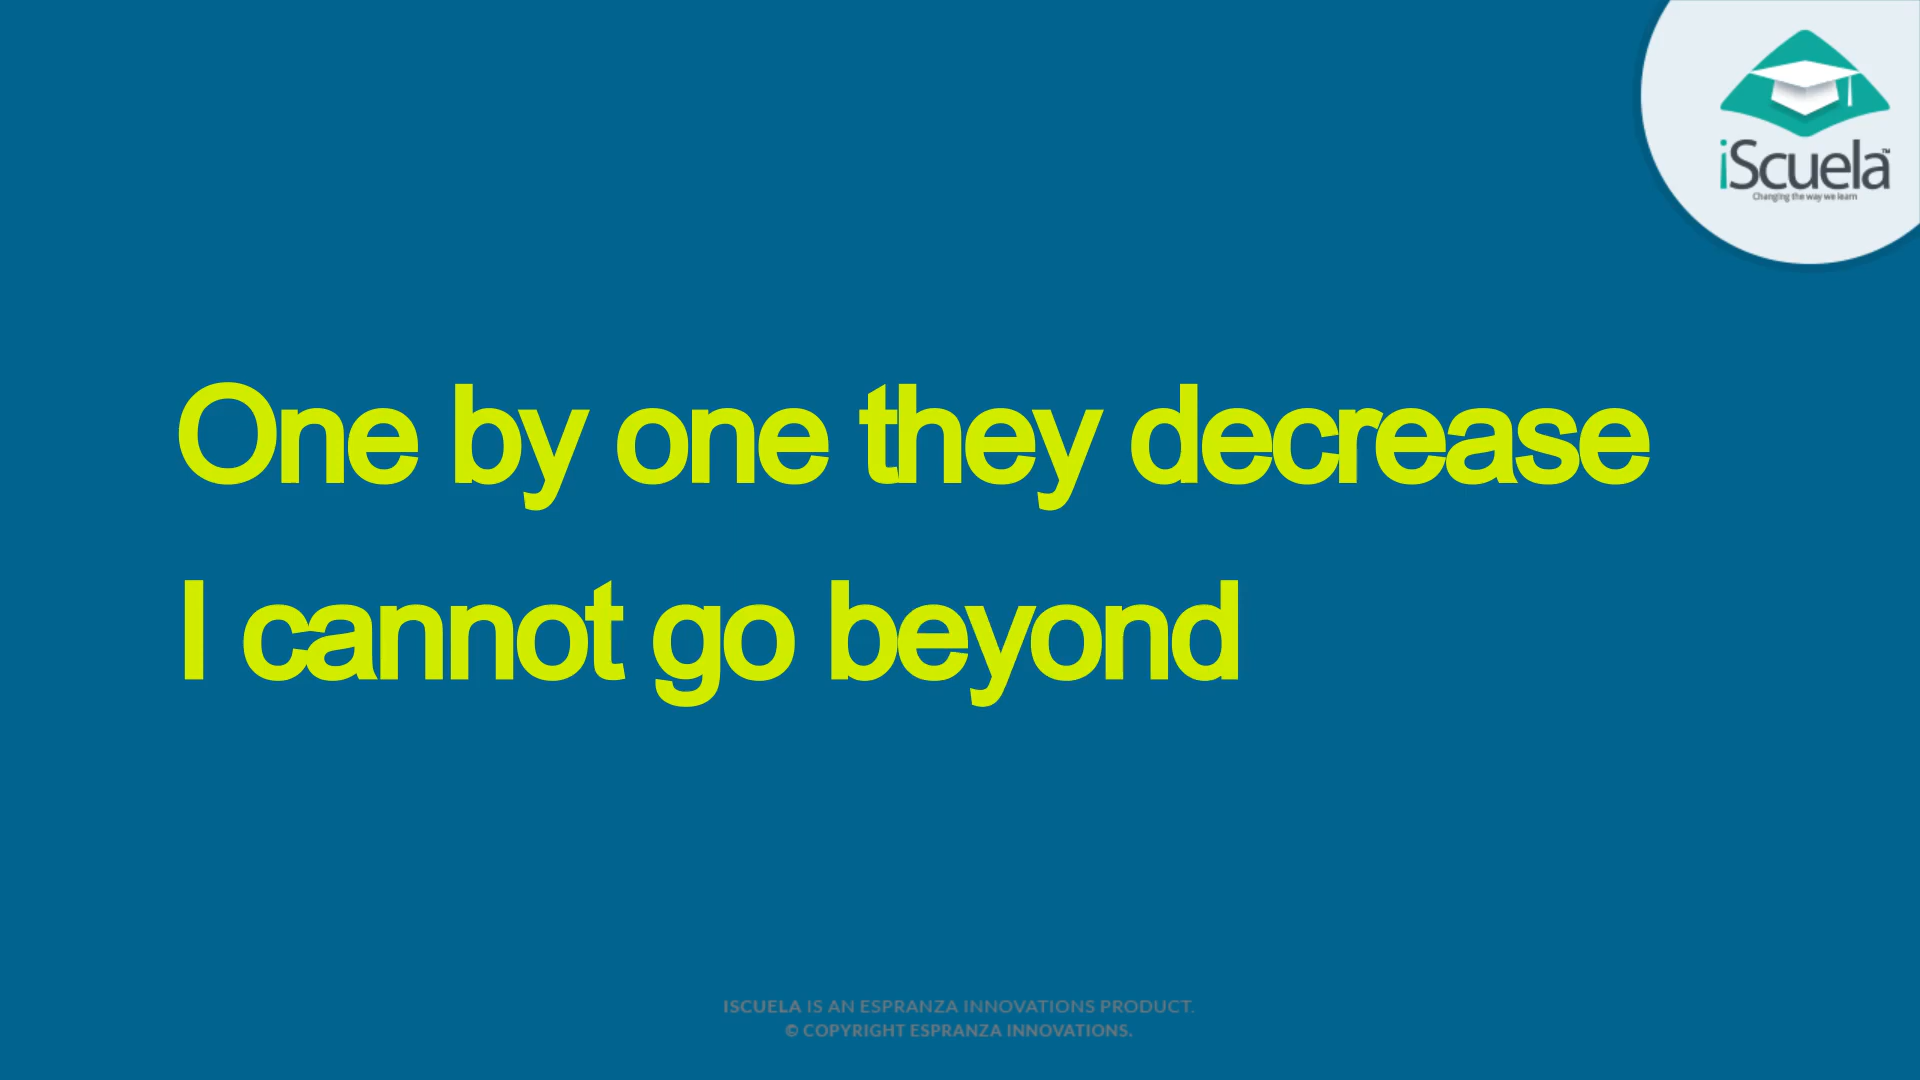 iScuela™
Changing the way we learn
One by one they decrease
I cannot go beyond
ISCUELA IS AN ESPRANZA INNOVATIONS PRODUCT.
© COPYRIGHT ESPRANZA INNOVATIONS.